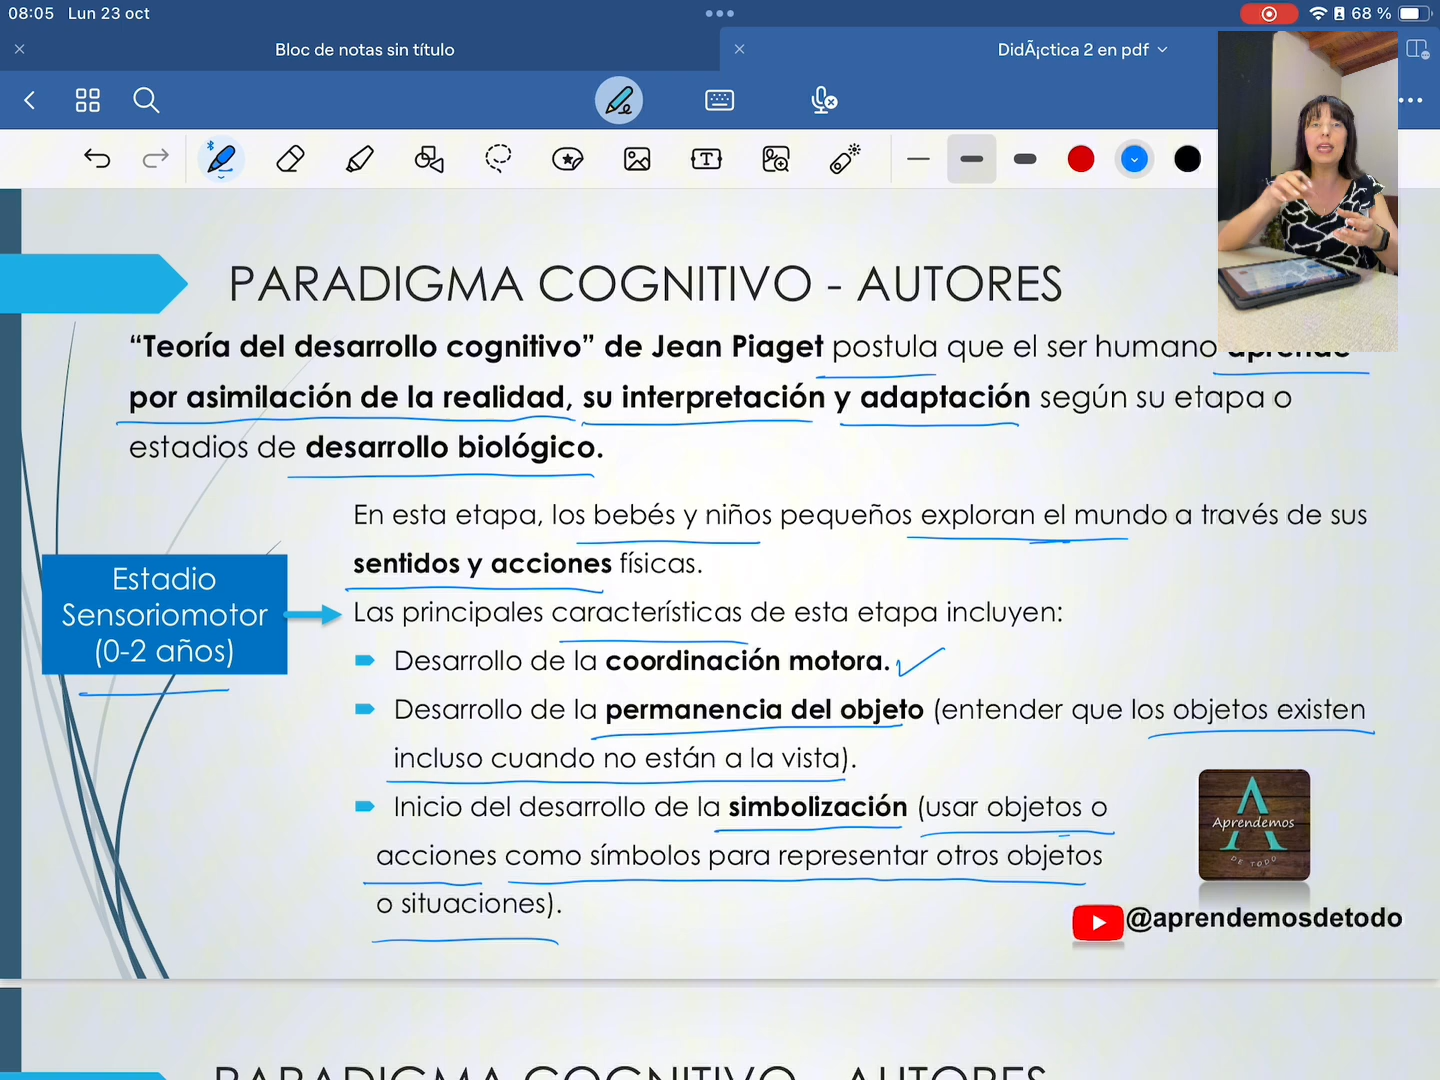 08:05 Lun 23 oct
68 %
Bloc de notas sin título
DidÃ¡ctica 2 en pdf
PARADIGMA COGNITIVO - AUTORES
“Teoría del desarrollo cognitivo” de Jean Piaget postula que el ser humano aprende
por asimilación de la realidad, su interpretación y adaptación según su etapa o
estadios de desarrollo biológico.
En esta etapa, los bebés y niños pequeños exploran el mundo a través de sus
sentidos y acciones físicas.
Estadio
Sensoriomotor
(0-2 años)
Las principales características de esta etapa incluyen:
Desarrollo de la coordinación motora.
Desarrollo de la permanencia del objeto (entender que los objetos existen
incluso cuando no están a la vista).
Inicio del desarrollo de la simbolización (usar objetos o
acciones como símbolos para representar otros objetos
o situaciones).
Aprendemos
DE TODO
@aprendemosdetodo
PARADIGMA COGNITIVO - AUTORES